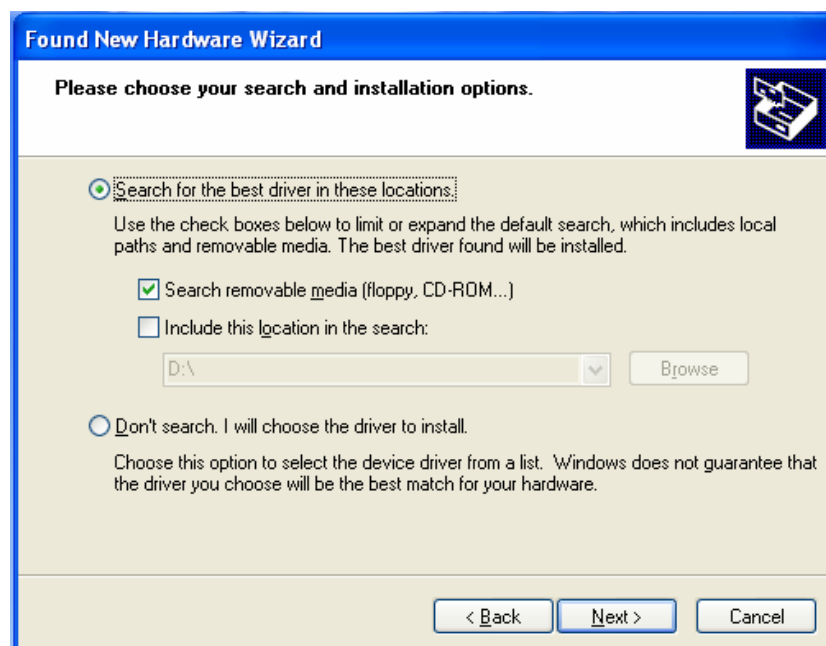 Found New Hardware Wizard
Please choose your search and installation options.
Search for the best driver in these locations.
Use the check boxes below to limit or expand the default search, which includes local
paths and removable media. The best driver found will be installed.
Search removable media (floppy, CD-ROM...)
Include this location in the search:
D:\
Browse
Don't search. I will choose the driver to install.
Choose this option to select the device driver from a list. Windows does not guarantee that
the driver you choose will be the best match for your hardware.
< Back
Next >
Cancel